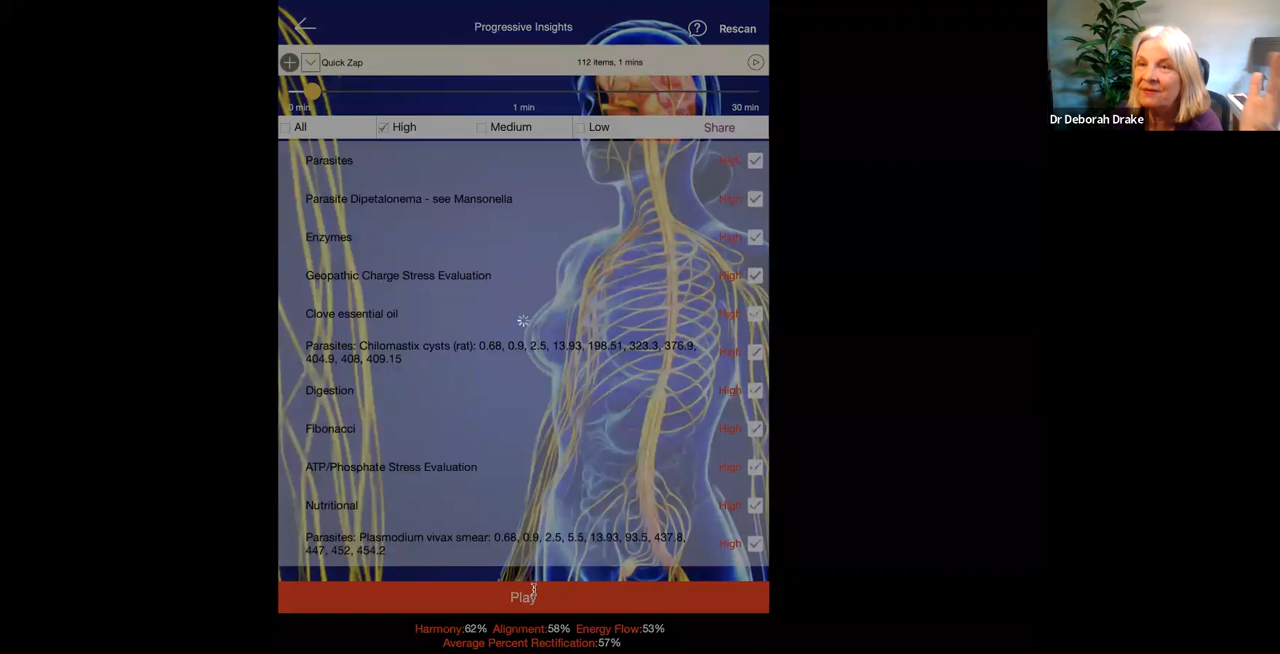 Progressive Insights
?
Rescan
Quick Zap
112 items, 1 mins
0 min
1 min
30 min
All
High
Medium
Low
Share
Parasites
High
Parasite Dipetalonema - see Mansonella
High
Enzymes
High
Geopathic Charge Stress Evaluation
High
Clove essential oil
High
Parasites: Chilomastix cysts (rat): 0.68, 0.9, 2.5, 13.93, 198.51, 323.3, 376.9,
404.9, 408, 409.15
High
Digestion
High
Fibonacci
High
ATP/Phosphate Stress Evaluation
High
Nutritional
High
Parasites: Plasmodium vivax smear: 0.68, 0.9, 2.5, 5.5, 13.93, 93.5, 437.8,
447, 452, 454.2
High
Play
Harmony:62% Alignment:58% Energy Flow:53%
Average Percent Rectification:57%
Dr Deborah Drake